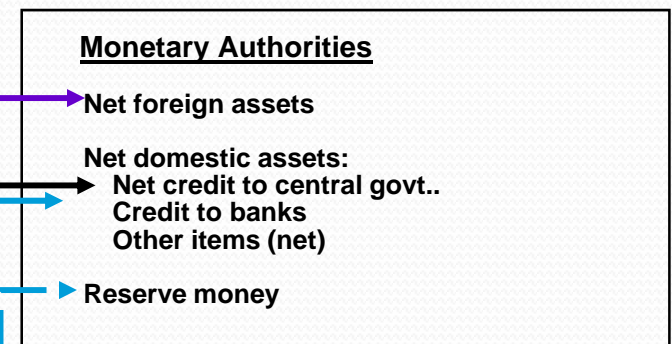 Monetary Authorities
Net foreign assets
Net domestic assets:
Net credit to central govt..
Credit to banks
Other items (net)
Reserve money